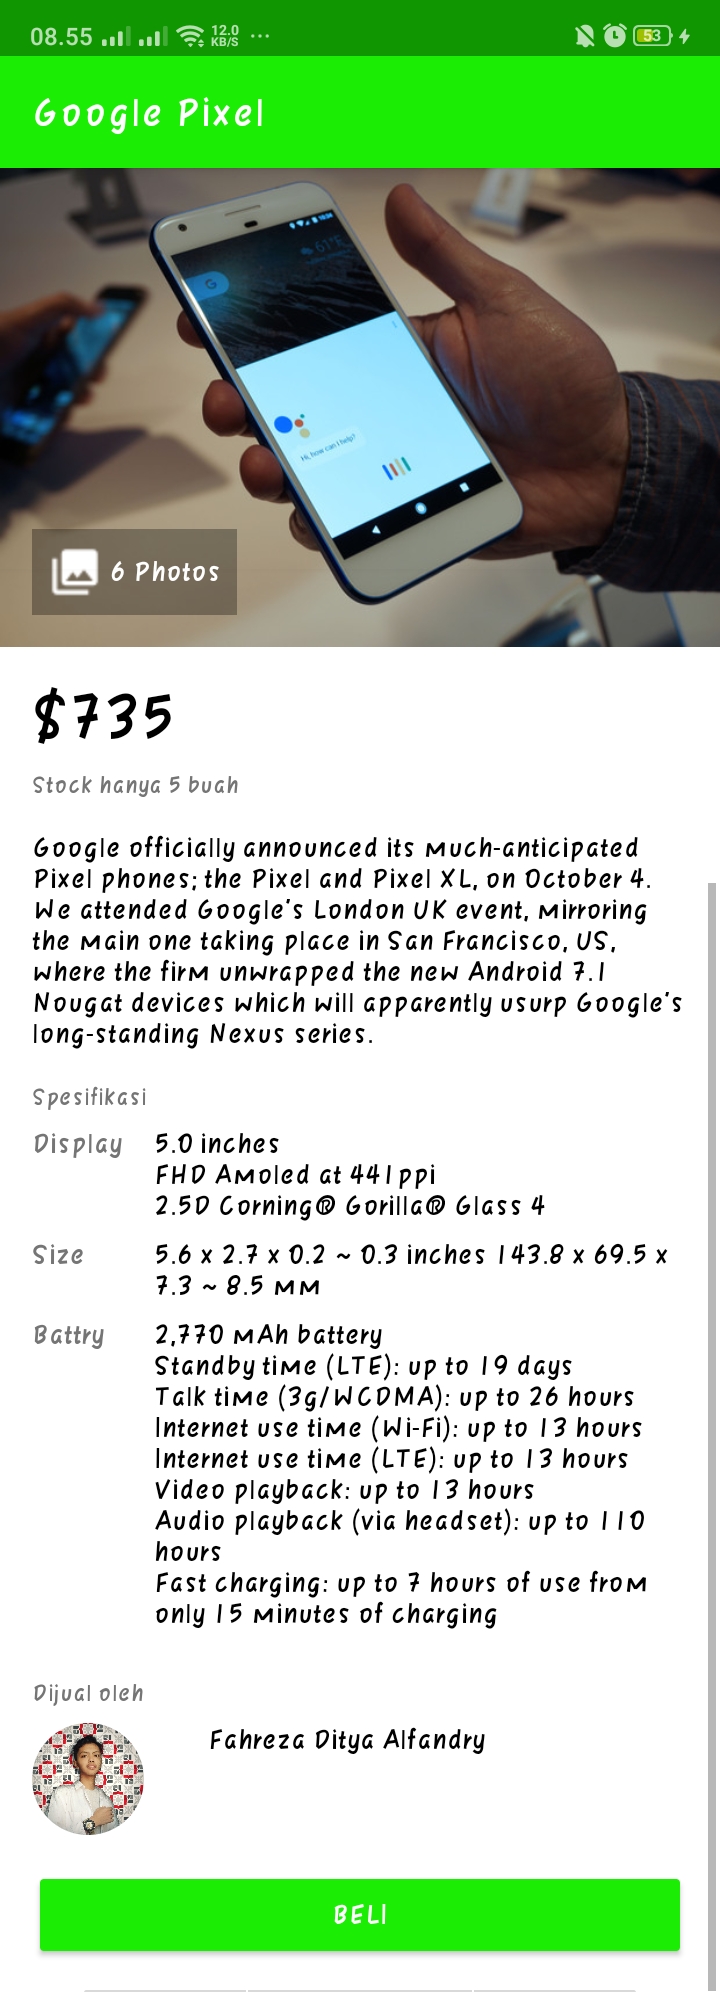 08.55 12.0 KB/S ... 53
Google Pixel
10:24
61°F
G
Hi, how can I help?
6 Photos
$735
Stock hanya 5 buah
Google officially announced its much-anticipated
Pixel phones; the Pixel and Pixel XL, on October 4.
We attended Google's London UK event, mirroring
the main one taking place in San Francisco, US,
where the firm unwrapped the new Android 7.1
Nougat devices which will apparently usurp Google's
long-standing Nexus series.
Spesifikasi
Display 5.0 inches
FHD Amoled at 441ppi
2.5D Corning® Gorilla® Glass 4
Size 5.6 x 2.7 x 0.2 ~ 0.3 inches 143.8 x 69.5 x
7.3 ~ 8.5 mm
Battry 2,770 mAh battery
Standby time (LTE): up to 19 days
Talk time (3g/WCDMA): up to 26 hours
Internet use time (Wi-Fi): up to 13 hours
Internet use time (LTE): up to 13 hours
Video playback: up to 13 hours
Audio playback (via headset): up to 110
hours
Fast charging: up to 7 hours of use from
only 15 minutes of charging
Dijual oleh
Fahreza Ditya Alfandry
BELI